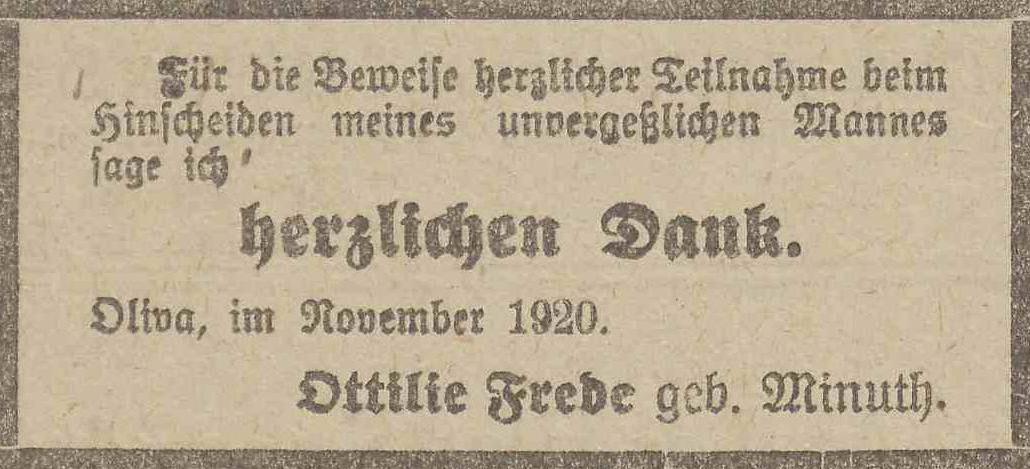 Für die Beweise herzlicher Teilnahme beim
Hinscheiden meines unvergeßlichen Mannes
sage ich
herzlichen Dank.
Oliva, im November 1920.
Ottilie Frede geb. Minuth.